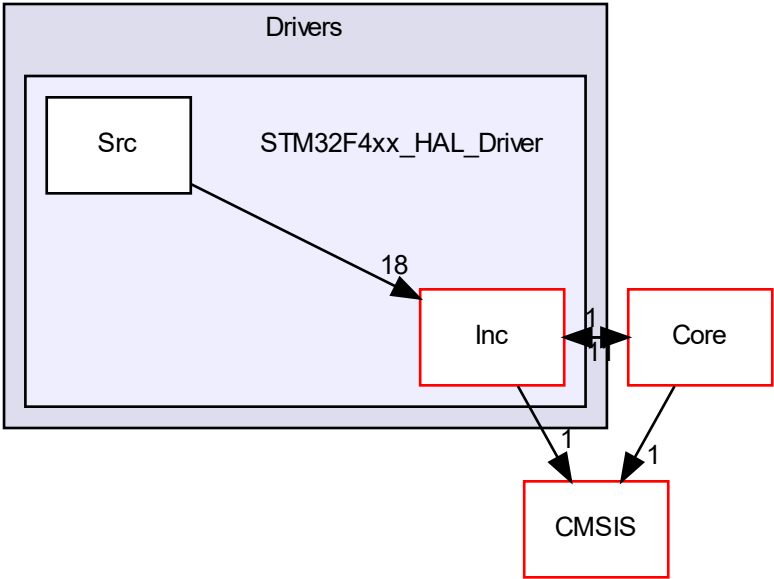 Drivers
Src
STM32F4xx_HAL_Driver
18
Inc
1
11
Core
1
1
CMSIS